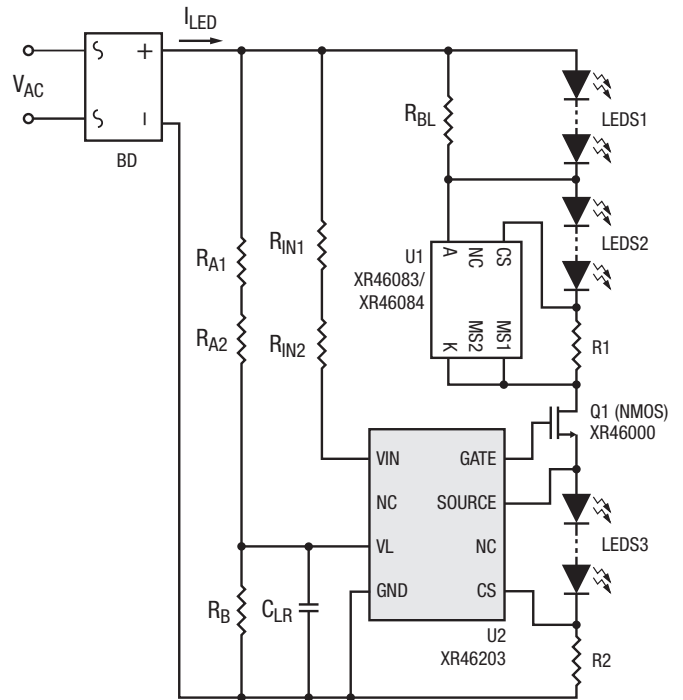 I_LED
V_AC
+
−
BD
R_BL
LEDS1
R_A1
R_A2
R_IN1
R_IN2
U1
XR46083/
XR46084
A
NC
CS
K
MS2
MS1
LEDS2
R1
Q1 (NMOS)
XR46000
VIN
GATE
NC
SOURCE
VL
NC
GND
CS
LEDS3
R_B
C_LR
U2
XR46203
R2